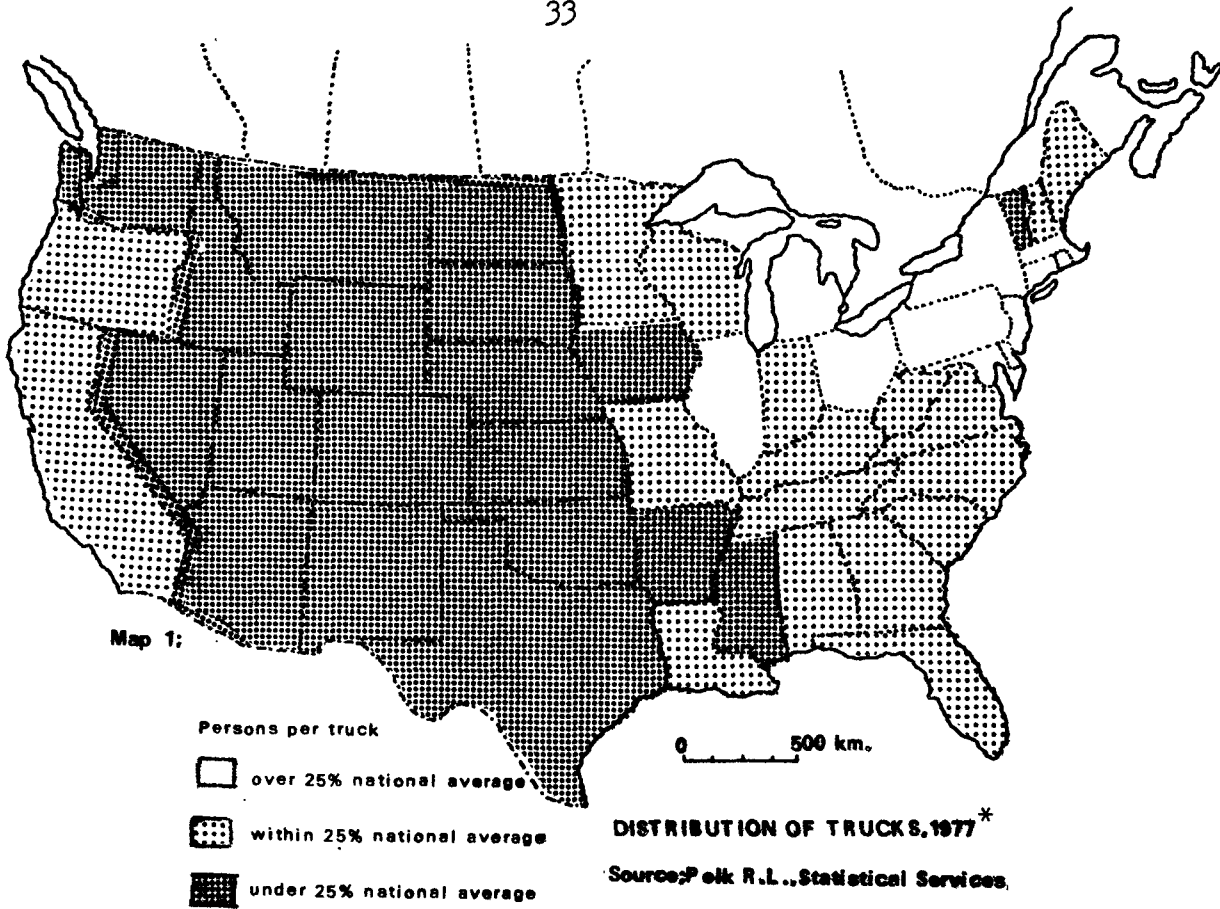 33
Map 1;
Persons per truck
over 25% national average
within 25% national average
under 25% national average
0 500 km.
DISTRIBUTION OF TRUCKS, 1977*
Source; Polk R.L., Statistical Services,